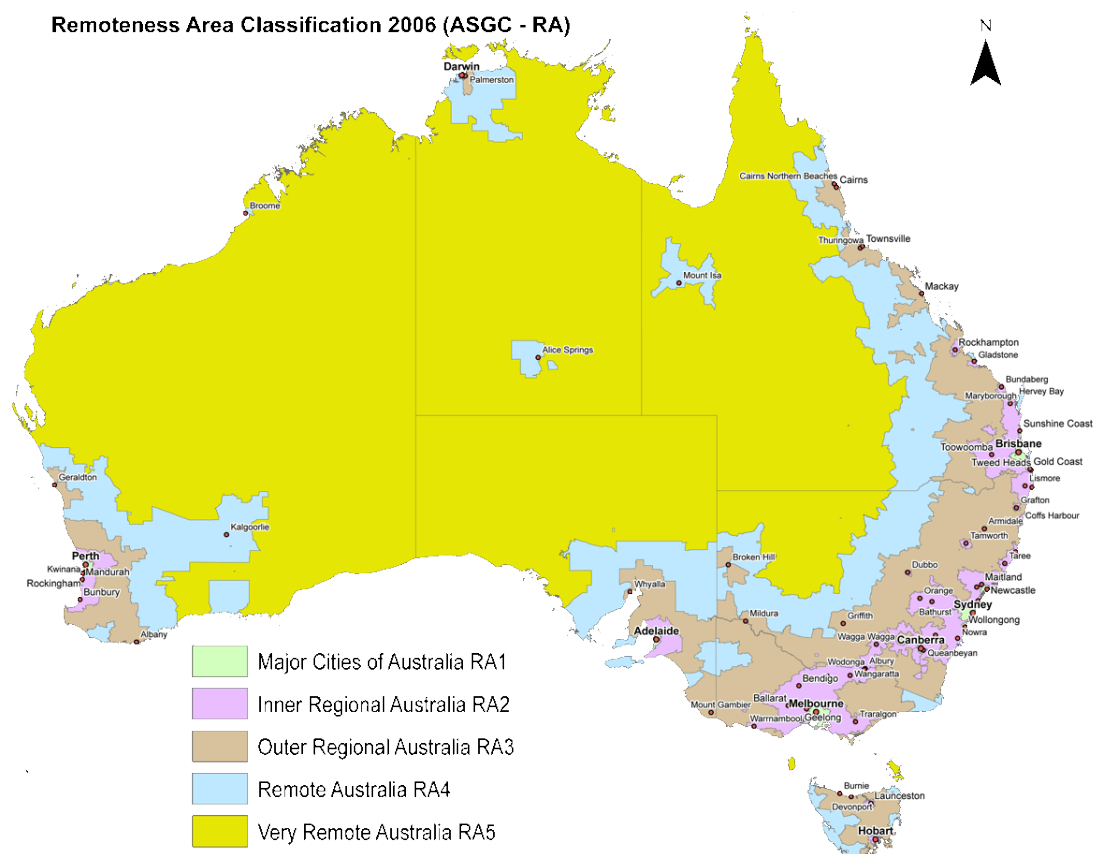 Remoteness Area Classification 2006 (ASGC - RA)
N
Darwin
Palmerston
Cairns Northern Beaches
Cairns
Broome
Thuringowa
Townsville
Mount Isa
Mackay
Alice Springs
Rockhampton
Gladstone
Bundaberg
Hervey Bay
Maryborough
Sunshine Coast
Brisbane
Toowoomba
Tweed Heads
Gold Coast
Geraldton
Lismore
Grafton
Coffs Harbour
Kalgoorlie
Armidale
Tamworth
Perth
Broken Hill
Taree
Kwinana
Mandurah
Dubbo
Rockingham
Whyalla
Maitland
Bunbury
Orange
Newcastle
Sydney
Bathurst
Mildura
Griffith
Wollongong
Albany
Adelaide
Nowra
Wagga Wagga
Canberra
Queanbeyan
Wodonga
Albury
Wangaratta
Bendigo
Ballarat
Melbourne
Mount Gambier
Geelong
Warrnambool
Traralgon
Major Cities of Australia RA1
Inner Regional Australia RA2
Outer Regional Australia RA3
Remote Australia RA4
Very Remote Australia RA5
Burnie
Launceston
Devonport
Hobart